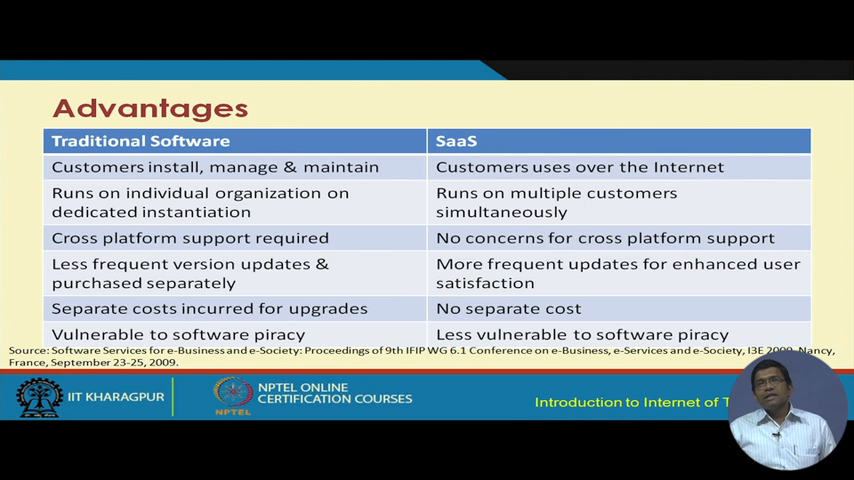 Advantages
Traditional Software
SaaS
Customers install, manage & maintain
Customers uses over the Internet
Runs on individual organization on
dedicated instantiation
Runs on multiple customers
simultaneously
Cross platform support required
No concerns for cross platform support
Less frequent version updates &
purchased separately
More frequent updates for enhanced user
satisfaction
Separate costs incurred for upgrades
No separate cost
Vulnerable to software piracy
Less vulnerable to software piracy
Source: Software Services for e-Business and e-Society: Proceedings of 9th IFIP WG 6.1 Conference on e-Business, e-Services and e-Society, I3E 2009, Nancy,
France, September 23-25, 2009.
IIT KHARAGPUR
NPTEL
NPTEL ONLINE
CERTIFICATION COURSES
Introduction to Internet of